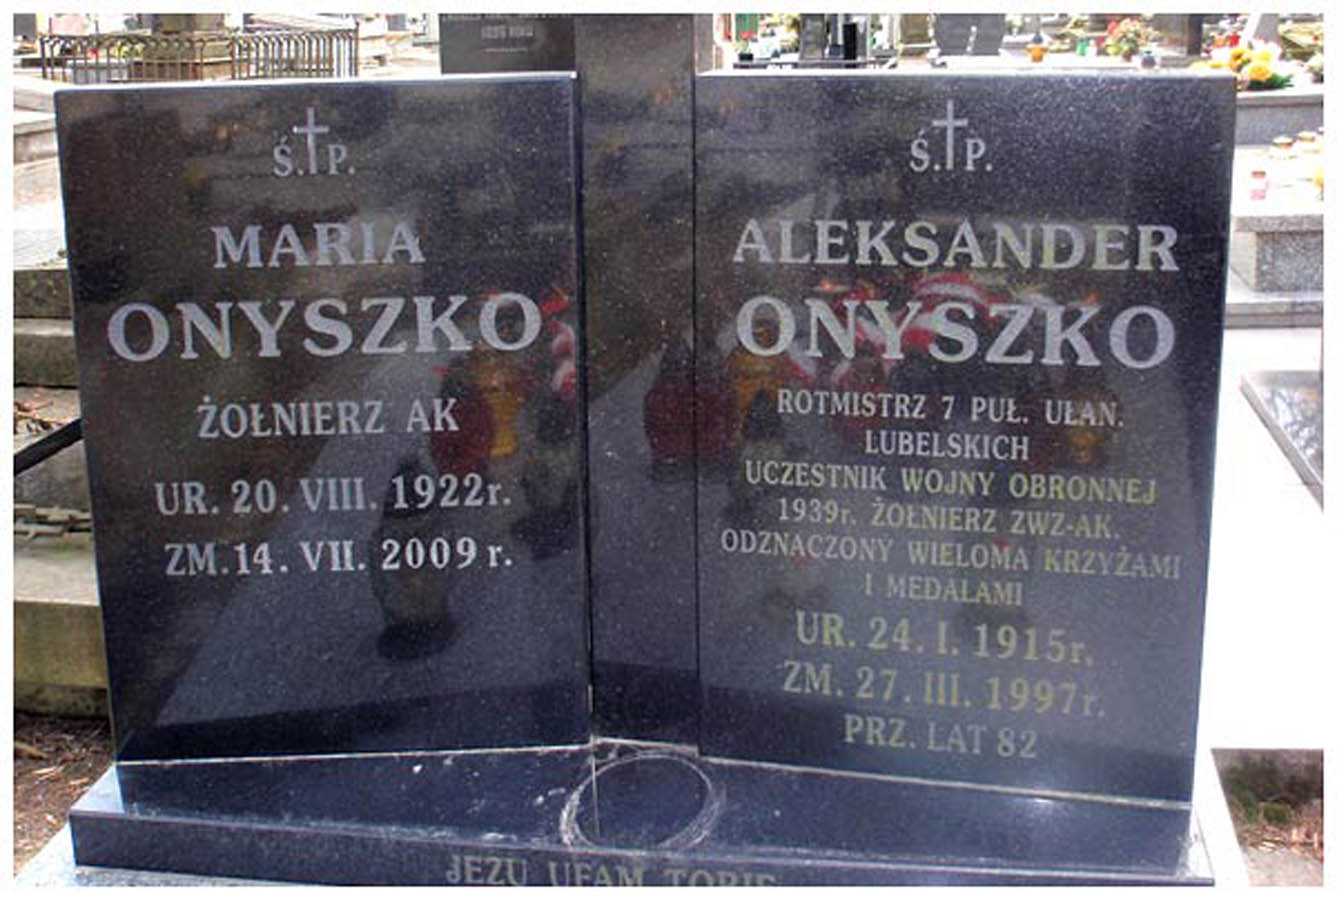 1996 ROKU
Ś. P.
MARIA
ONYSZKO
ŻOŁNIERZ AK
UR. 20. VIII. 1922r.
ZM. 14. VII. 2009 r.
Ś. P.
ALEKSANDER
ONYSZKO
ROTMISTRZ 7 PUŁ. UŁAN.
LUBELSKICH
UCZESTNIK WOJNY OBRONNEJ
1939r. ŻOŁNIERZ ZWZ-AK.
ODZNACZONY WIELOMA KRZYŻAMI
I MEDALAMI
UR. 24. I. 1915r.
ZM. 27. III. 1997r.
PRZ. LAT 82
JEZU UFAM TOBIE